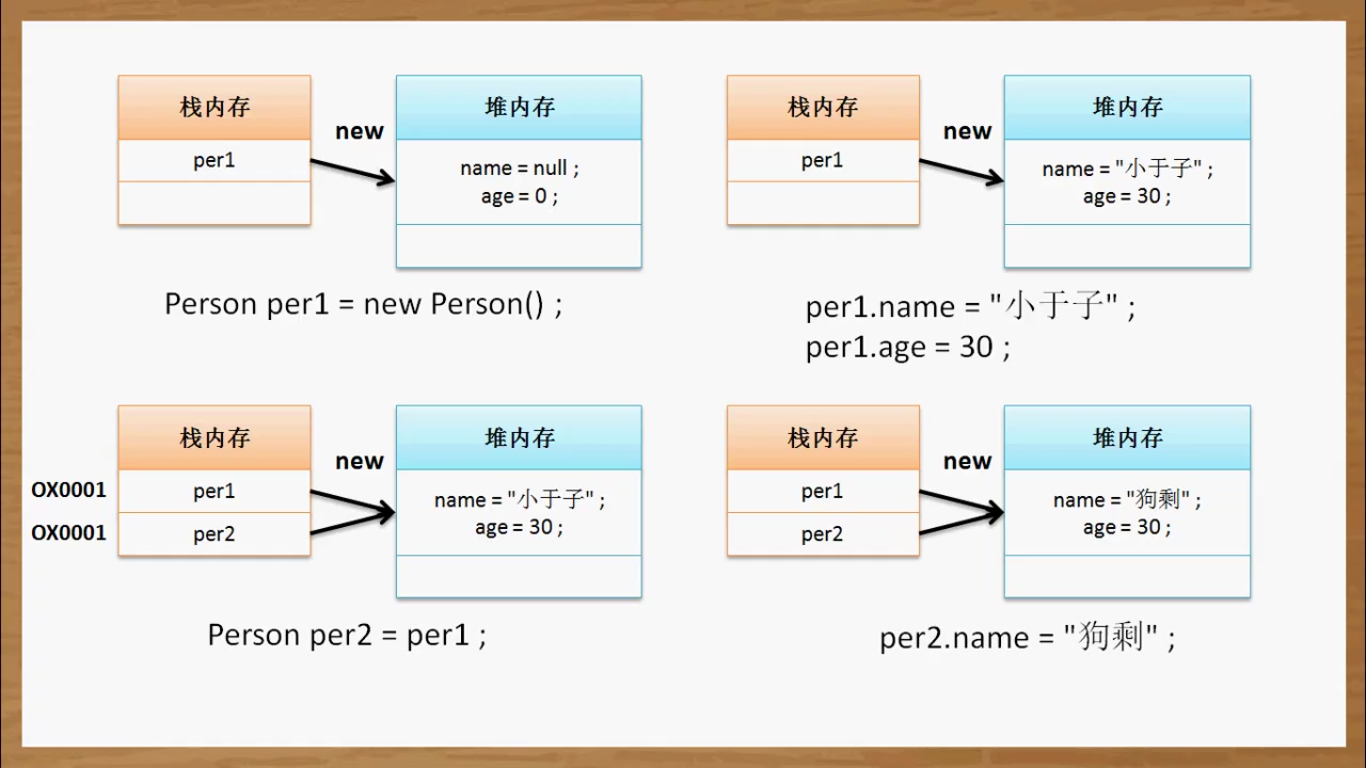 栈内存
per1
new
堆内存
name = null ;
age = 0 ;
Person per1 = new Person() ;
栈内存
per1
new
堆内存
name = "小于子" ;
age = 30 ;
per1.name = "小于子" ;
per1.age = 30 ;
OX0001
OX0001
栈内存
per1
per2
new
堆内存
name = "小于子" ;
age = 30 ;
Person per2 = per1 ;
栈内存
per1
per2
new
堆内存
name = "狗剩" ;
age = 30 ;
per2.name = "狗剩" ;